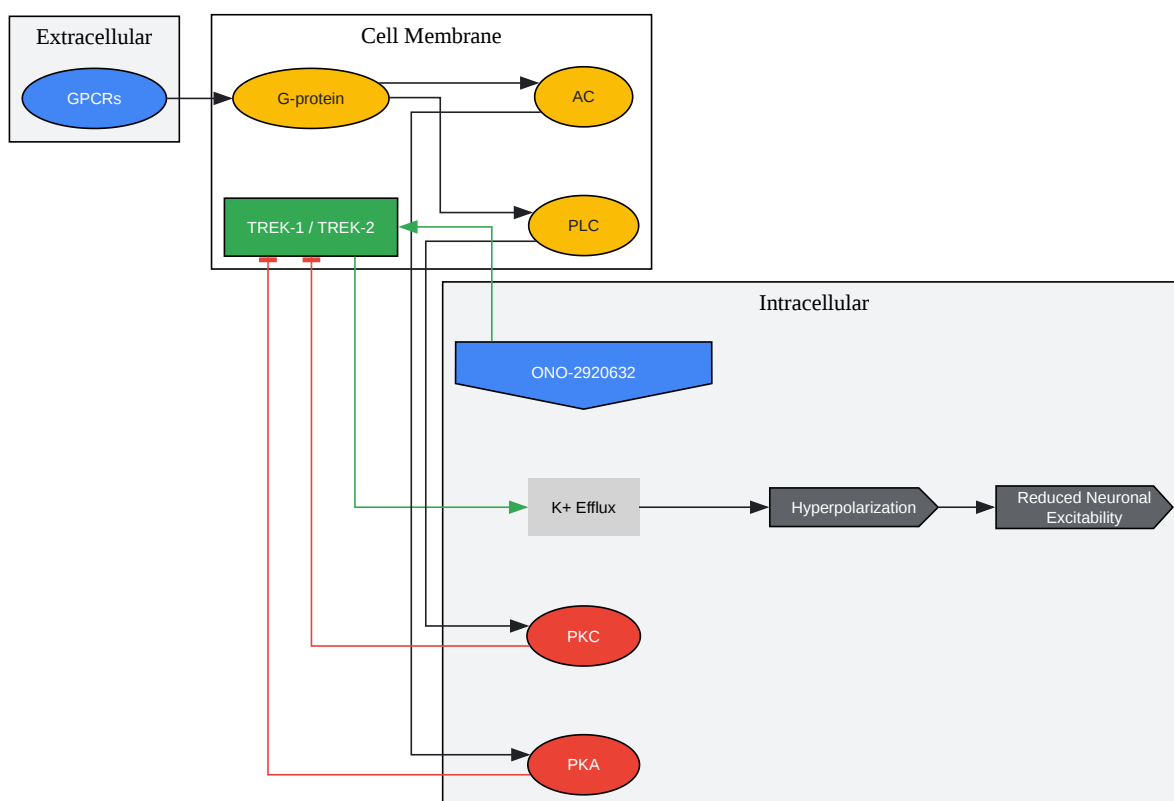 Extracellular
Cell Membrane
GPCRs
G-protein
AC
TREK-1 / TREK-2
PLC
Intracellular
ONO-2920632
K+ Efflux
Hyperpolarization
Reduced Neuronal
Excitability
PKC
PKA